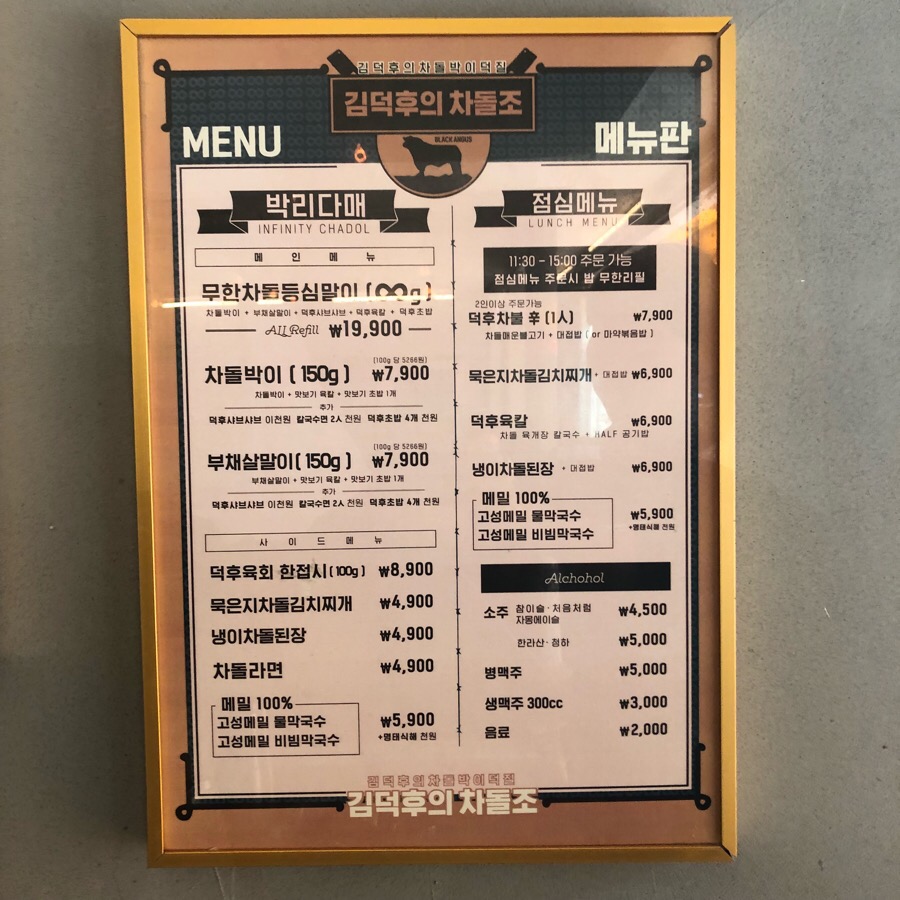 김덕후의차돌박이덕질
김덕후의 차돌조
BLACK ANGUS
MENU
메뉴판
박리다매
INFINITY CHADOL
메 인 메 뉴
무한차돌등심말이 (∞g)
차돌박이 + 부채살말이 + 덕후샤브샤브 + 덕후육칼 + 덕후초밥
All Refill ₩19,900
(100g 당 5266원)
차돌박이 (150g) ₩7,900
차돌박이 + 맛보기 육칼 + 맛보기 초밥 1개
추가
덕후샤브샤브 이천원 칼국수면 2人 천원 덕후초밥 4개 천원
(100g 당 5266원)
부채살말이(150g) ₩7,900
부채살말이 + 맛보기 육칼 + 맛보기 초밥 1개
추가
덕후샤브샤브 이천원 칼국수면 2人 천원 덕후초밥 4개 천원
사 이 드 메 뉴
덕후육회 한접시(100g) ₩8,900
묵은지차돌김치찌개 ₩4,900
냉이차돌된장 ₩4,900
차돌라면 ₩4,900
메밀 100%
고성메밀 물막국수
고성메밀 비빔막국수
₩5,900
+명태식해 천원
점심메뉴
LUNCH MENU
11:30 - 15:00 주문 가능
점심메뉴 주문시 밥 무한리필
2인이상 주문가능
덕후차불 辛 (1人) ₩7,900
차돌매운불고기 + 대접밥 ( or 마약볶음밥 )
묵은지차돌김치찌개 + 대접밥 ₩6,900
덕후육칼 ₩6,900
차돌 육개장 칼국수 + HALF 공기밥
냉이차돌된장 + 대접밥 ₩6,900
메밀 100%
고성메밀 물막국수
고성메밀 비빔막국수
₩5,900
+명태식해 천원
Alchohol
소주 참이슬·처음처럼 ₩4,500
자몽에이슬
한라산·청하 ₩5,000
병맥주 ₩5,000
생맥주 300cc ₩3,000
음료 ₩2,000
김덕후의차돌박이덕질
김덕후의 차돌조